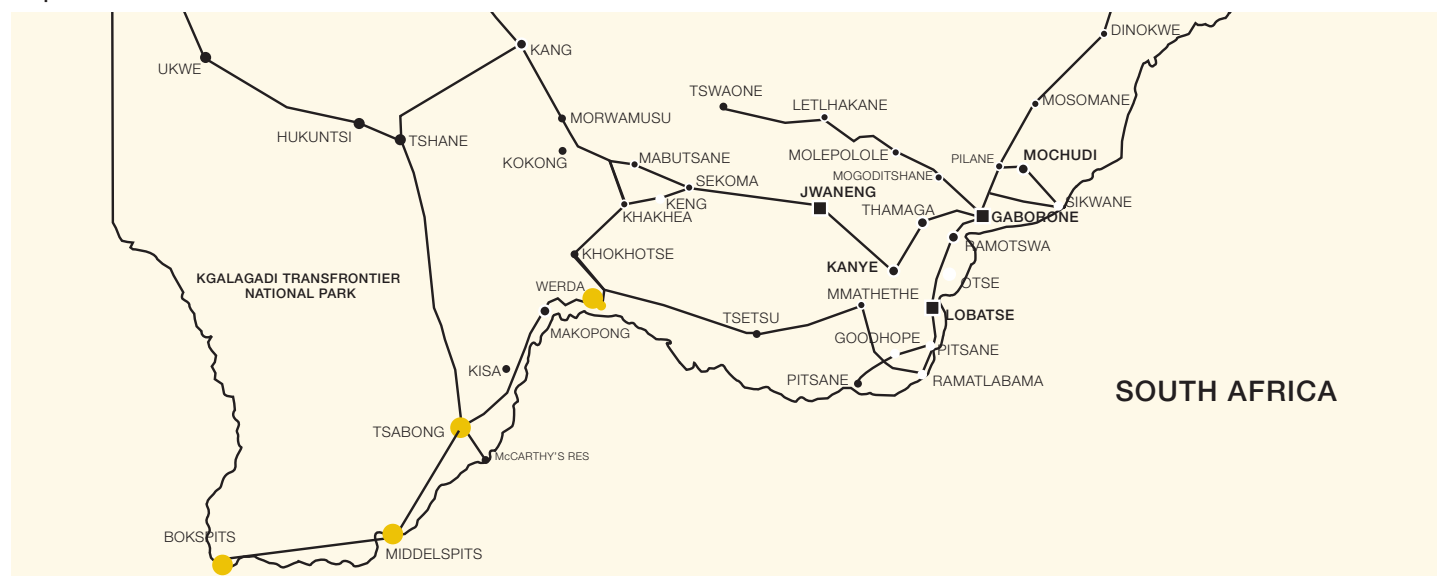 DINOKWE
KANG
UKWE
TSWAONE
LETLHAKANE
MOSOMANE
MORWAMUSU
HUKUNTSI
TSHANE
KOKONG
MABUTSANE
MOLEPOLOLE
PILANE
MOCHUDI
MOGODITSHANE
SEKOMA
JWANENG
KENG
THAMAGA
SIKWANE
KHAKHEA
GABORONE
RAMOTSWA
KHOKHOTSE
KANYE
KGALAGADI TRANSFRONTIER
NATIONAL PARK
OTSE
WERDA
MMATHETHE
TSETSU
LOBATSE
MAKOPONG
GOODHOPE
PITSANE
KISA
PITSANE
RAMATLABAMA
SOUTH AFRICA
TSABONG
McCARTHY'S RES
BOKSPITS
MIDDELSPITS